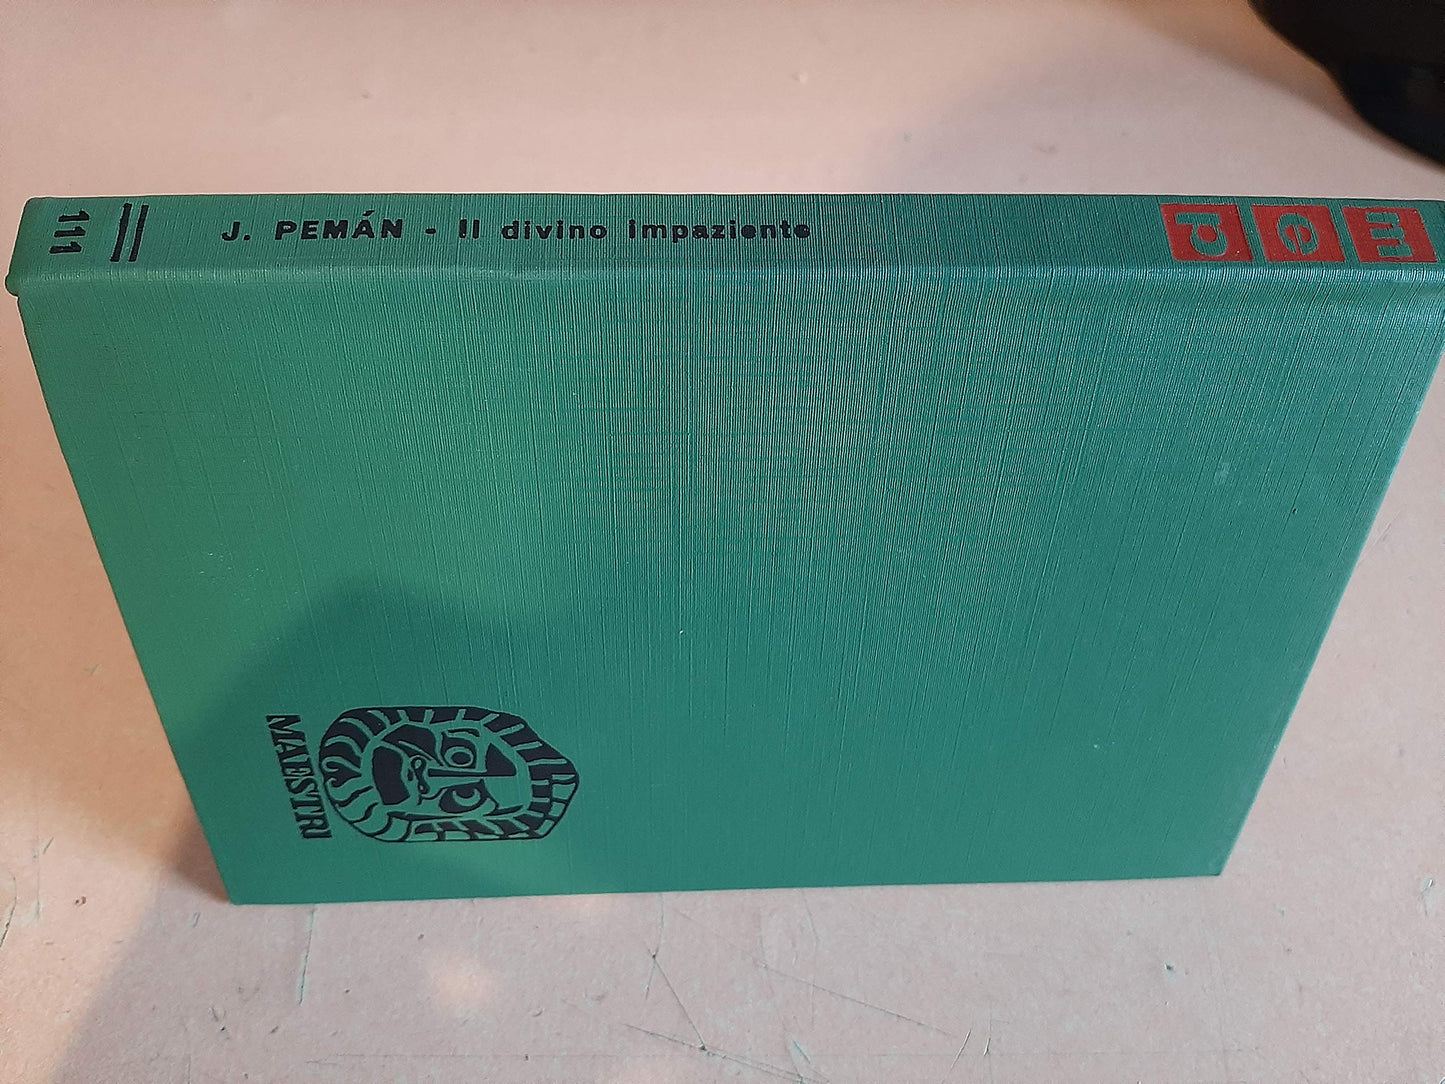 111
J. PEMÁN - Il divino impaziente
p e m
MAESTRI